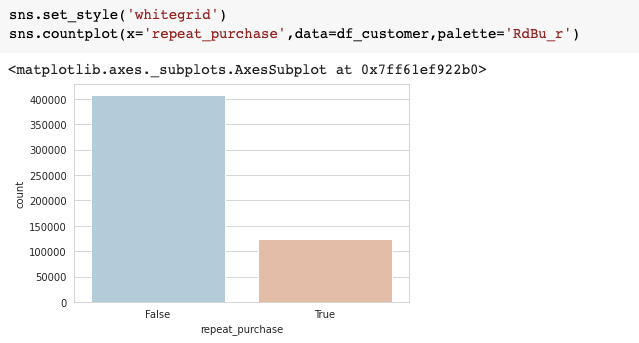 sns.set_style('whitegrid')
sns.countplot(x='repeat_purchase',data=df_customer,palette='RdBu_r')
<matplotlib.axes._subplots.AxesSubplot at 0x7ff61ef922b0>
400000
350000
300000
250000
200000
150000
100000
50000
0
count
False True
repeat_purchase